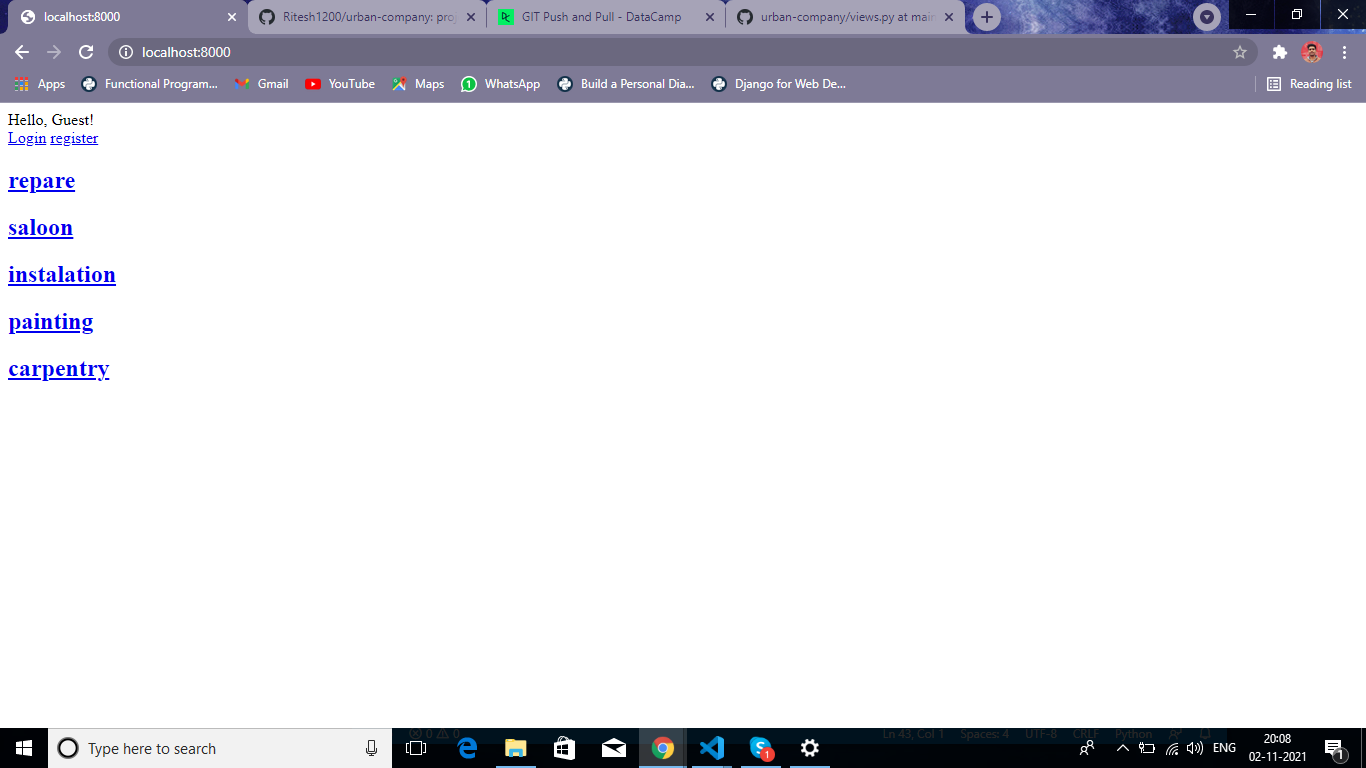 localhost:8000
Ritesh1200/urban-company: pro
GIT Push and Pull - DataCamp
urban-company/views.py at main
localhost:8000
Apps Functional Program... Gmail YouTube Maps WhatsApp Build a Personal Dia... Django for Web De... Reading list
Hello, Guest!
Login register
repare
saloon
instalation
painting
carpentry
0 0 Ln 43, Col 1 Spaces: 4 UTF-8 CRLF Python
Type here to search
ENG
20:08
02-11-2021